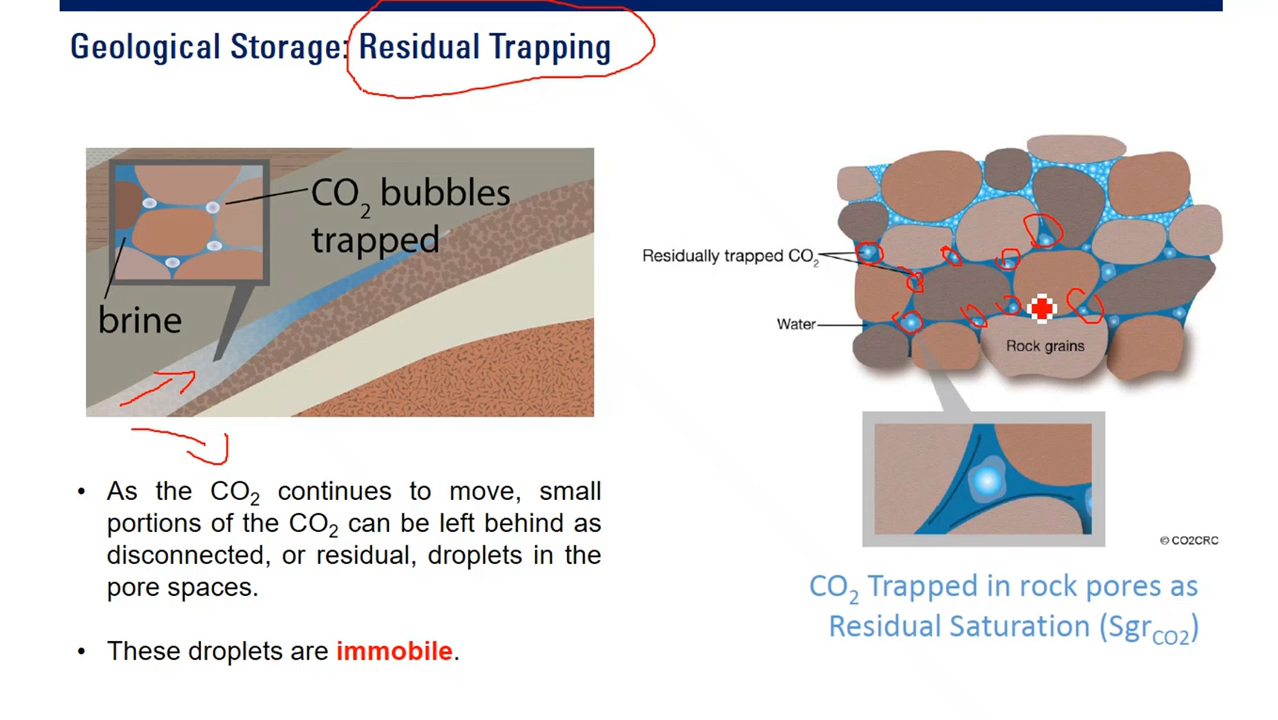 Geological Storage: Residual Trapping
CO₂ bubbles
trapped
brine
• As the CO₂ continues to move, small
portions of the CO₂ can be left behind as
disconnected, or residual, droplets in the
pore spaces.
• These droplets are immobile.
Residually trapped CO₂
Water
Rock grains
© CO2CRC
CO₂ Trapped in rock pores as
Residual Saturation (Sgr_CO2)